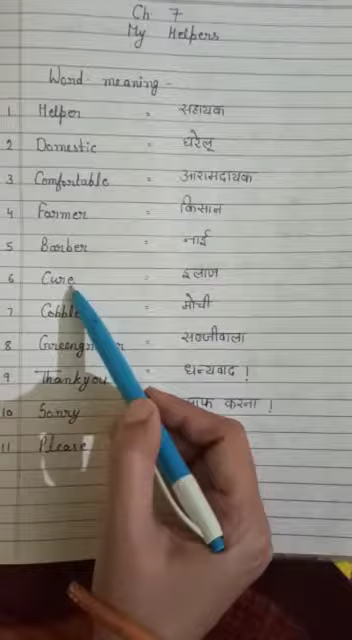 Ch 7
My Helpers
Word meaning -
1 Helper = सहायक
2 Domestic = घरेलू
3 Comfortable = आरामदायक
4 Farmer = किसान
5 Barber = नाई
6 Cure = इलाज
7 = मोची
8 = सब्जीवाला
9 Thankyou = धन्यवाद !
10 Sorry करना !
11 Please